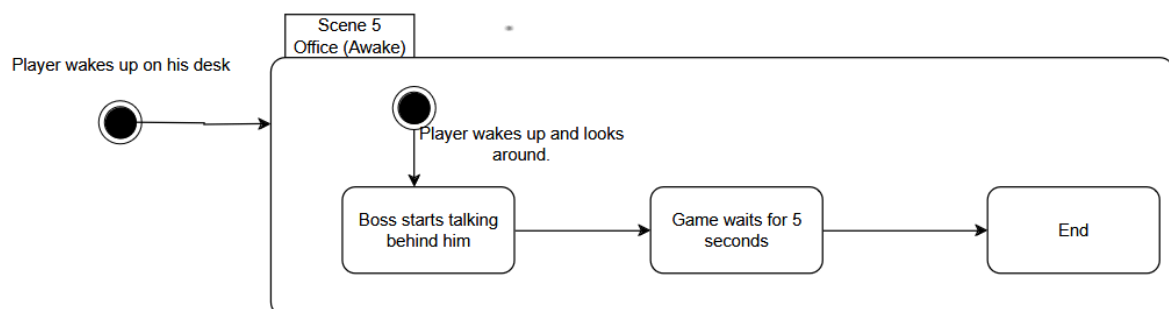 Scene 5
Office (Awake)
Player wakes up on his desk
Player wakes up and looks
around.
Boss starts talking
behind him
Game waits for 5
seconds
End